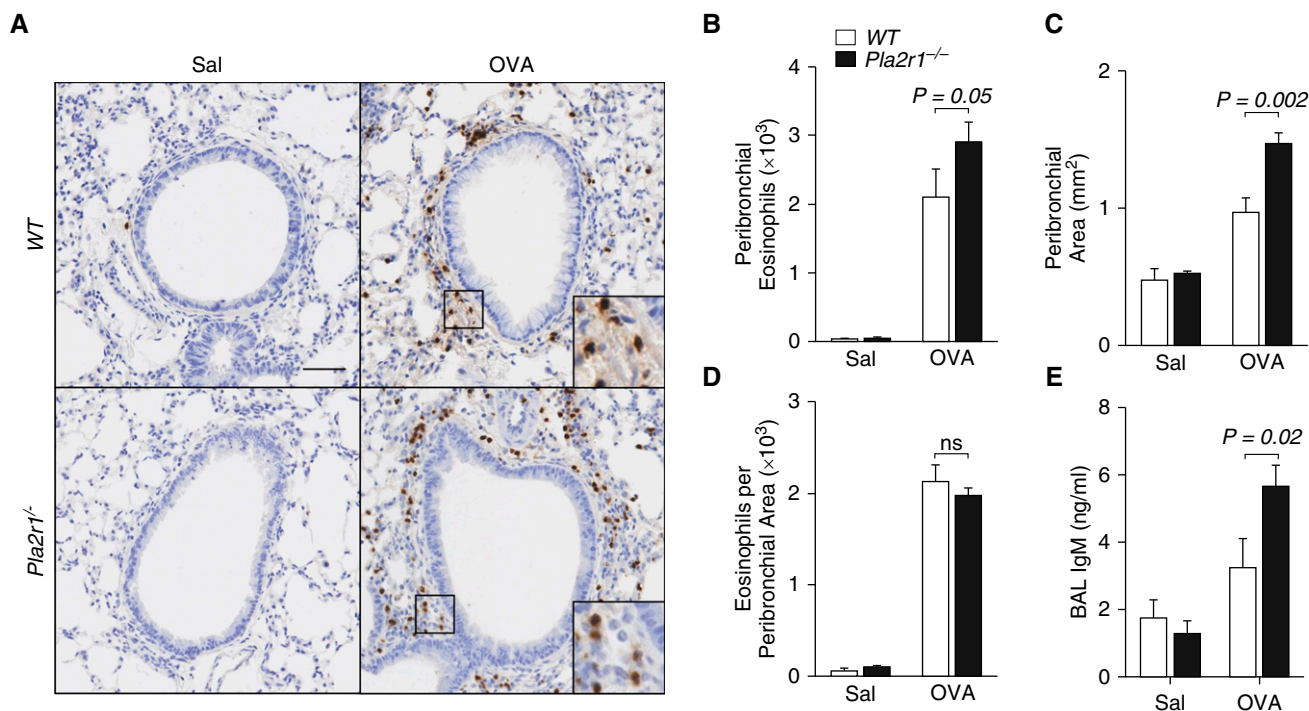 A
Sal
OVA
WT
Pla2r1/-
B
WT
Pla2r1–/–
4
3
2
1
0
Peribronchial
Eosinophils (×10³)
P = 0.05
Sal
OVA
C
2
1
0
Peribronchial
Area (mm²)
P = 0.002
Sal
OVA
D
3
2
1
0
Eosinophils per
Peribronchial Area (×10³)
ns
Sal
OVA
E
8
6
4
2
0
BAL IgM (ng/ml)
P = 0.02
Sal
OVA